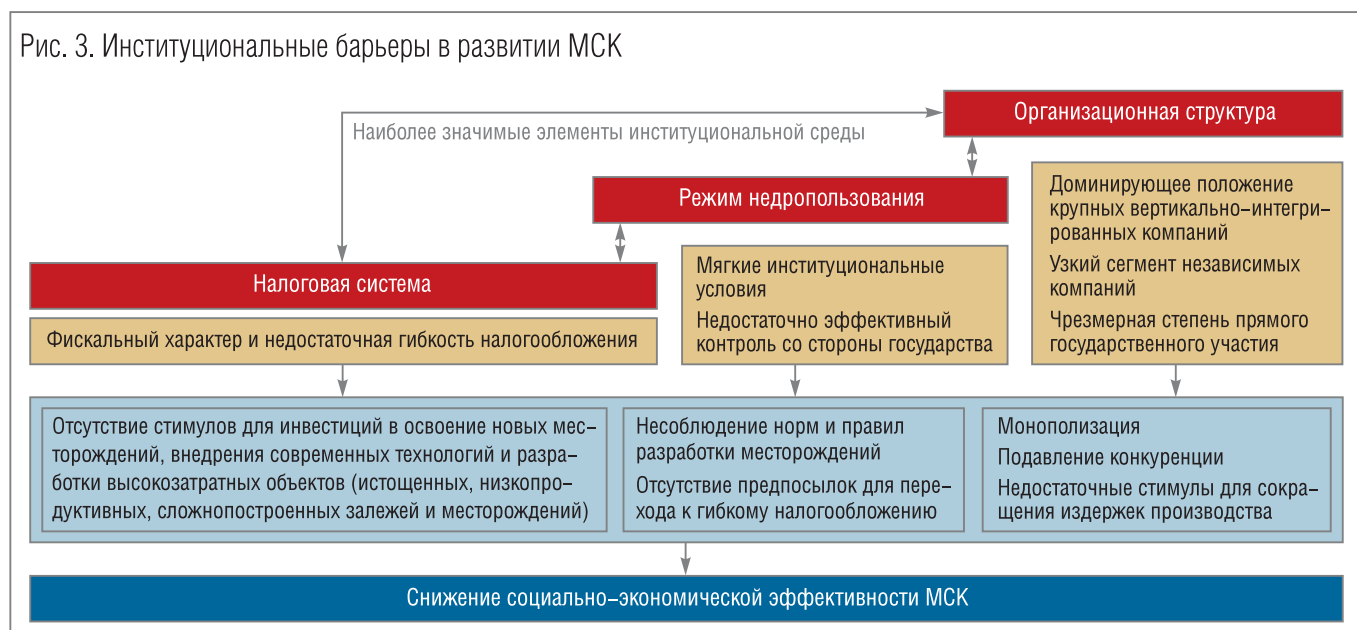 Рис. 3. Институциональные барьеры в развитии МСК
Организационная структура
Наиболее значимые элементы институциональной среды
Режим недропользования
Налоговая система
Доминирующее положение
крупных вертикально-интегри-
рованных компаний
Узкий сегмент независимых
компаний
Чрезмерная степень прямого
государственного участия
Мягкие институциональные
условия
Недостаточно эффективный
контроль со стороны государства
Фискальный характер и недостаточная гибкость налогообложения
Отсутствие стимулов для инвестиций в освоение новых мес-
торождений, внедрения современных технологий и разра-
ботки высокозатратных объектов (истощенных, низкопро-
дуктивных, сложнопостроенных залежей и месторождений)
Несоблюдение норм и правил
разработки месторождений
Отсутствие предпосылок для пере-
хода к гибкому налогообложению
Монополизация
Подавление конкуренции
Недостаточные стимулы для сокра-
щения издержек производства
Снижение социально-экономической эффективности МСК